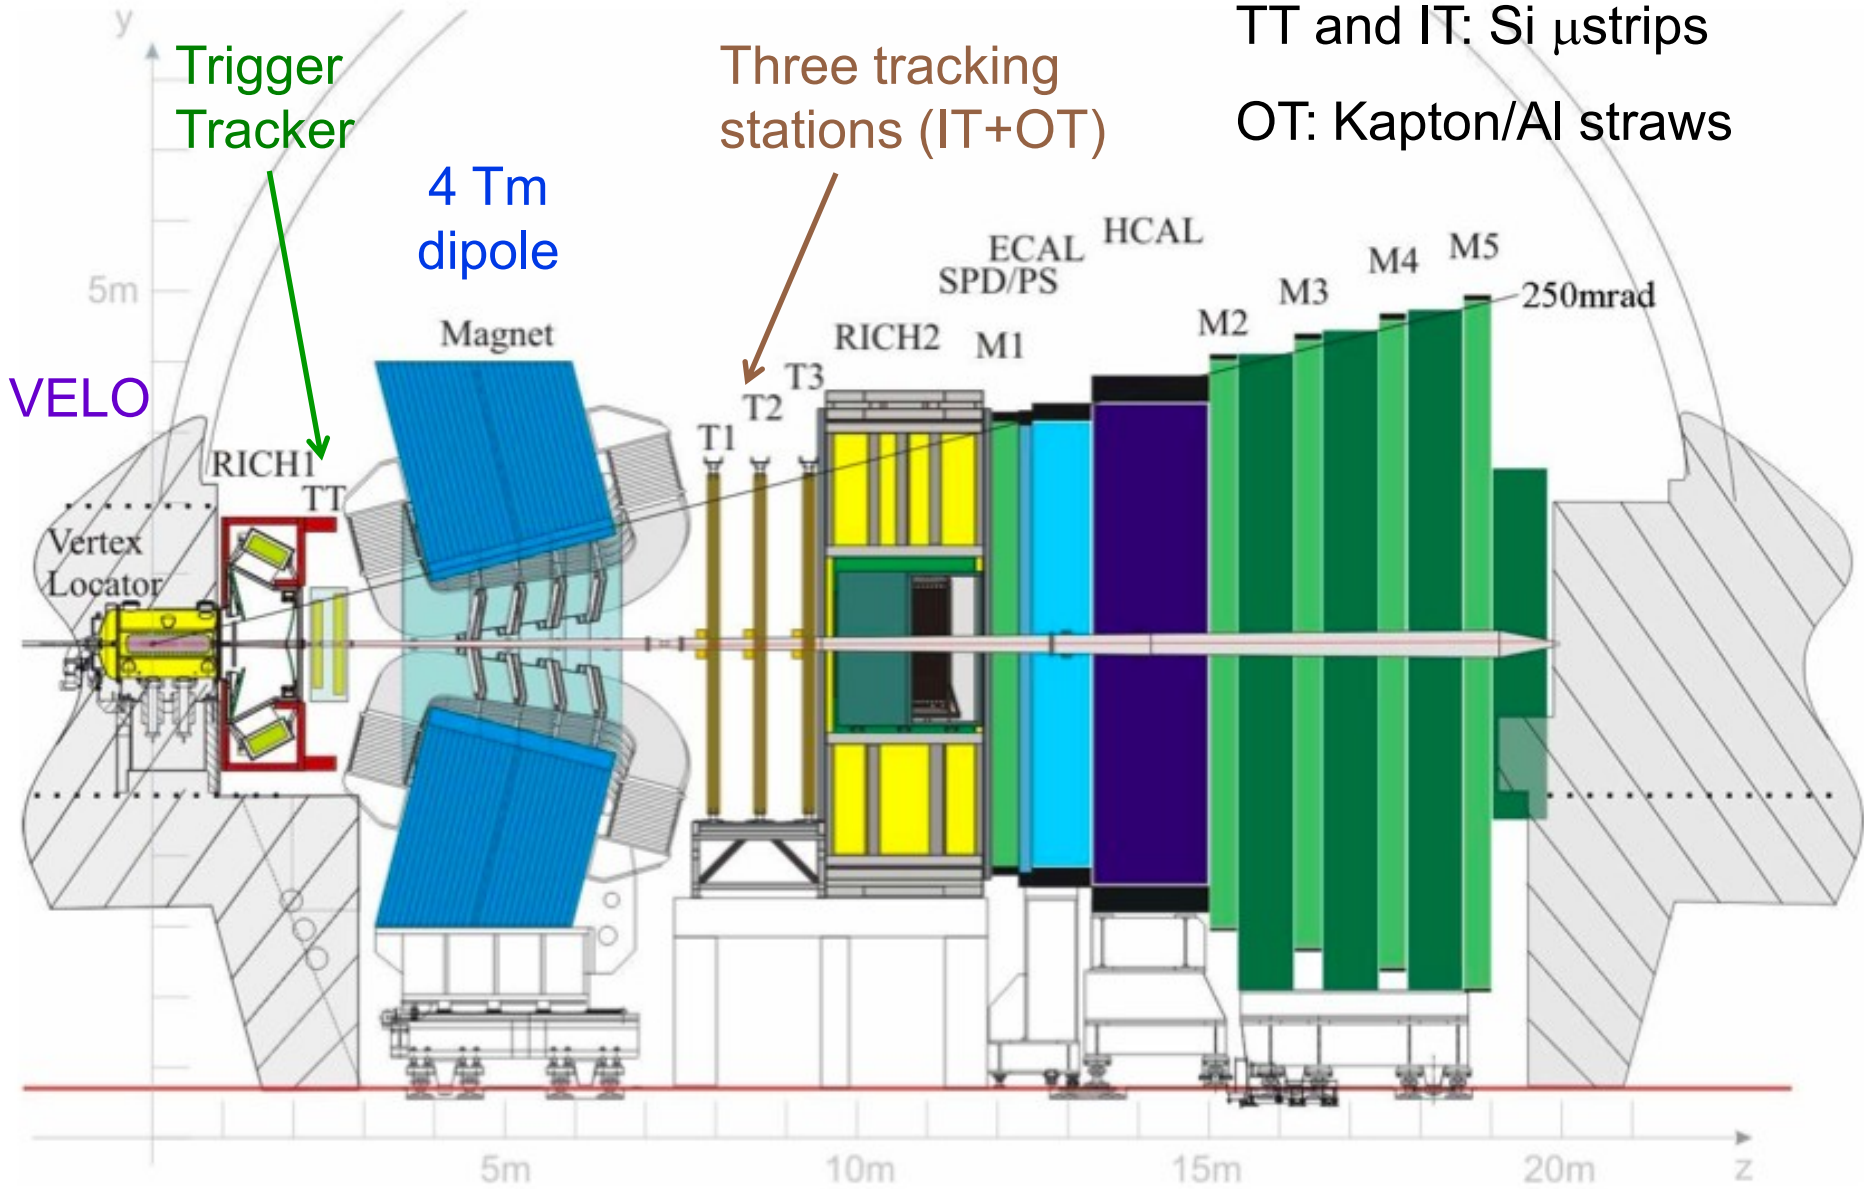 y
TT and IT: Si μstrips
Trigger
Tracker
Three tracking
stations (IT+OT)
OT: Kapton/Al straws
4 Tm
dipole
ECAL
HCAL
SPD/PS
M4
M5
5m
M3
250mrad
Magnet
RICH2
M1
M2
VELO
T3
T2
T1
RICH1
TT
Vertex
Locator
5m
10m
15m
20m
z